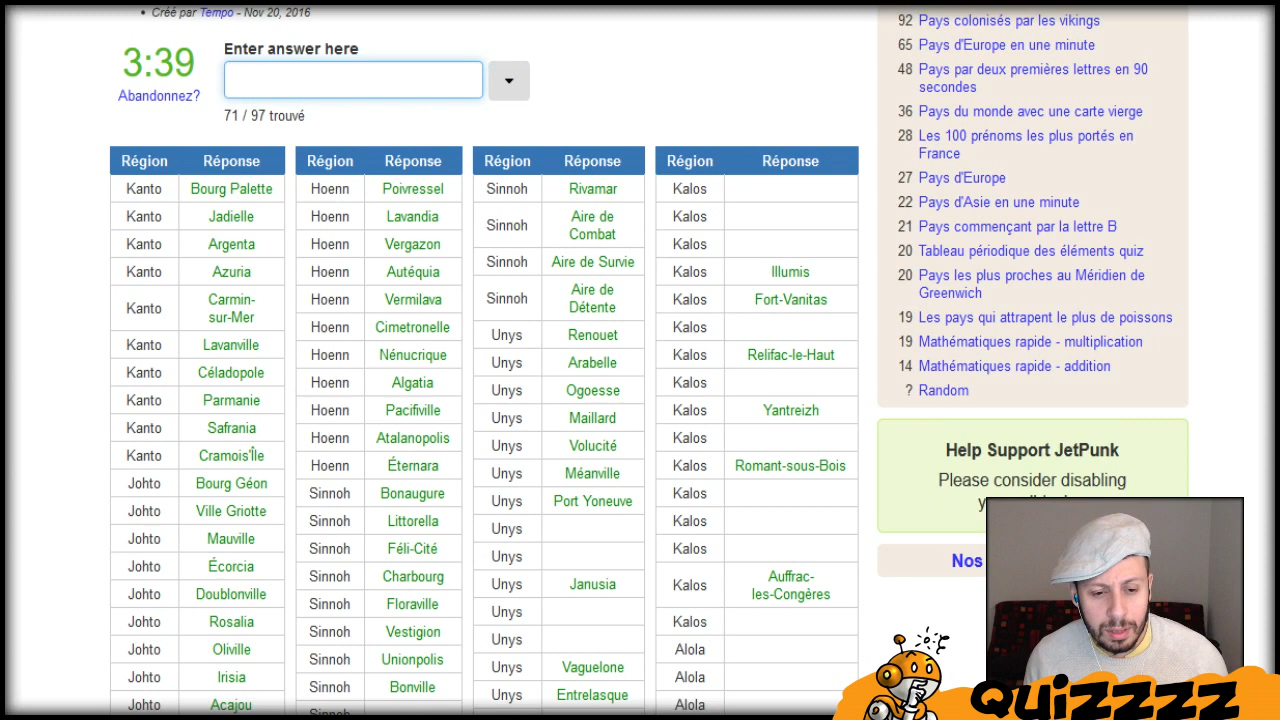 • Créé par Tempo - Nov 20, 2016
3:39
Abandonnez?
Enter answer here
71 / 97 trouvé
Région Réponse
Kanto Bourg Palette
Kanto Jadielle
Kanto Argenta
Kanto Azuria
Kanto Carmin-
sur-Mer
Kanto Lavanville
Kanto Céladopole
Kanto Parmanie
Kanto Safrania
Kanto Cramois'Île
Johto Bourg Géon
Johto Ville Griotte
Johto Mauville
Johto Écorcia
Johto Doublonville
Johto Rosalia
Johto Oliville
Johto Irisia
Johto Acajou
Région Réponse
Hoenn Poivressel
Hoenn Lavandia
Hoenn Vergazon
Hoenn Autéquia
Hoenn Vermilava
Hoenn Cimetronelle
Hoenn Nénucrique
Hoenn Algatia
Hoenn Pacifiville
Hoenn Atalanopolis
Hoenn Éternara
Sinnoh Bonaugure
Sinnoh Littorella
Sinnoh Féli-Cité
Sinnoh Charbourg
Sinnoh Floraville
Sinnoh Vestigion
Sinnoh Unionpolis
Sinnoh Bonville
Sinnoh
Région Réponse
Sinnoh Rivamar
Sinnoh Aire de
Combat
Sinnoh Aire de Survie
Sinnoh Aire de
Détente
Unys Renouet
Unys Arabelle
Unys Ogoesse
Unys Maillard
Unys Volucité
Unys Méanville
Unys Port Yoneuve
Unys
Unys
Unys Janusia
Unys
Unys
Unys Vaguelone
Unys Entrelasque
Région Réponse
Kalos
Kalos
Kalos
Kalos Illumis
Kalos Fort-Vanitas
Kalos
Kalos Relifac-le-Haut
Kalos
Kalos Yantreizh
Kalos
Kalos Romant-sous-Bois
Kalos
Kalos
Kalos
Kalos Auffrac-
les-Congères
Kalos
Alola
Alola
Alola
92 Pays colonisés par les vikings
65 Pays d'Europe en une minute
48 Pays par deux premières lettres en 90
secondes
36 Pays du monde avec une carte vierge
28 Les 100 prénoms les plus portés en
France
27 Pays d'Europe
22 Pays d'Asie en une minute
21 Pays commençant par la lettre B
20 Tableau périodique des éléments quiz
20 Pays les plus proches au Méridien de
Greenwich
19 Les pays qui attrapent le plus de poissons
19 Mathématiques rapide - multiplication
14 Mathématiques rapide - addition
? Random
Help Support JetPunk
Please consider disabling
Nos
QUiZZZZ